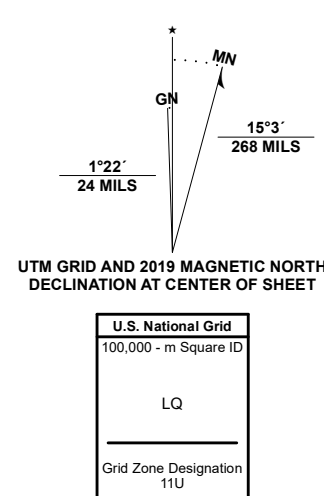 ★
MN
GN
15°3´
268 MILS
1°22´
24 MILS
UTM GRID AND 2019 MAGNETIC NORTH
DECLINATION AT CENTER OF SHEET
U.S. National Grid
100,000 - m Square ID
LQ
Grid Zone Designation
11U